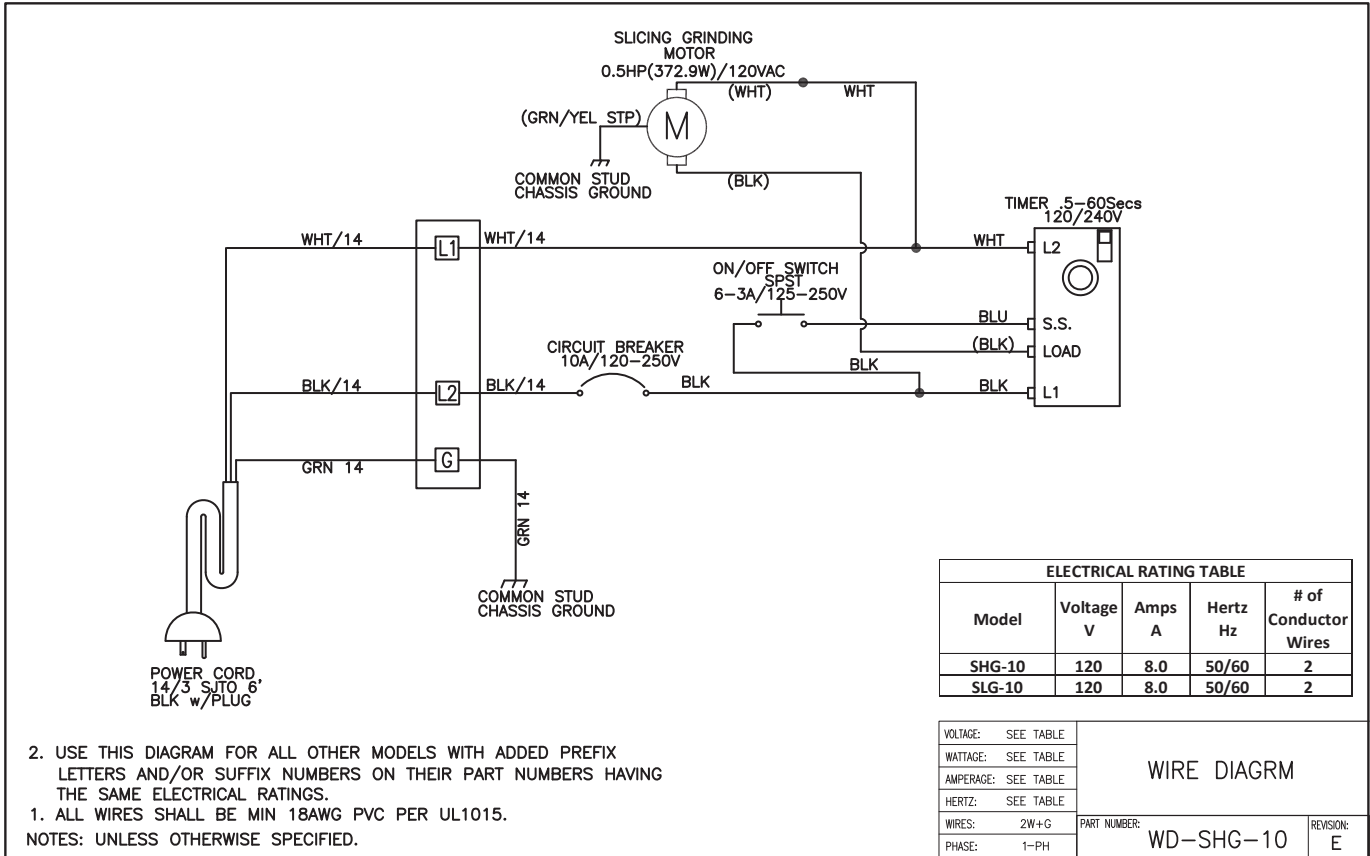 SLICING GRINDING
MOTOR
0.5HP(372.9W)/120VAC
(WHT)
WHT
(GRN/YEL STP)
M
COMMON STUD
CHASSIS GROUND
(BLK)
TIMER .5-60Secs
120/240V
WHT/14
L1
WHT/14
WHT
L2
ON/OFF SWITCH
SPST
6-3A/125-250V
BLU
S.S.
CIRCUIT BREAKER
10A/120-250V
(BLK)
LOAD
BLK
BLK/14
L2
BLK/14
BLK
BLK
L1
GRN 14
G
GRN 14
COMMON STUD
CHASSIS GROUND
POWER CORD,
14/3 SJTO 6'
BLK w/PLUG
ELECTRICAL RATING TABLE
Model Voltage V Amps A Hertz Hz # of Conductor Wires
SHG-10 120 8.0 50/60 2
SLG-10 120 8.0 50/60 2
2. USE THIS DIAGRAM FOR ALL OTHER MODELS WITH ADDED PREFIX
LETTERS AND/OR SUFFIX NUMBERS ON THEIR PART NUMBERS HAVING
THE SAME ELECTRICAL RATINGS.
1. ALL WIRES SHALL BE MIN 18AWG PVC PER UL1015.
NOTES: UNLESS OTHERWISE SPECIFIED.
VOLTAGE: SEE TABLE
WATTAGE: SEE TABLE
AMPERAGE: SEE TABLE
HERTZ: SEE TABLE
WIRES: 2W+G
PHASE: 1-PH
WIRE DIAGRM
PART NUMBER: WD-SHG-10
REVISION: E